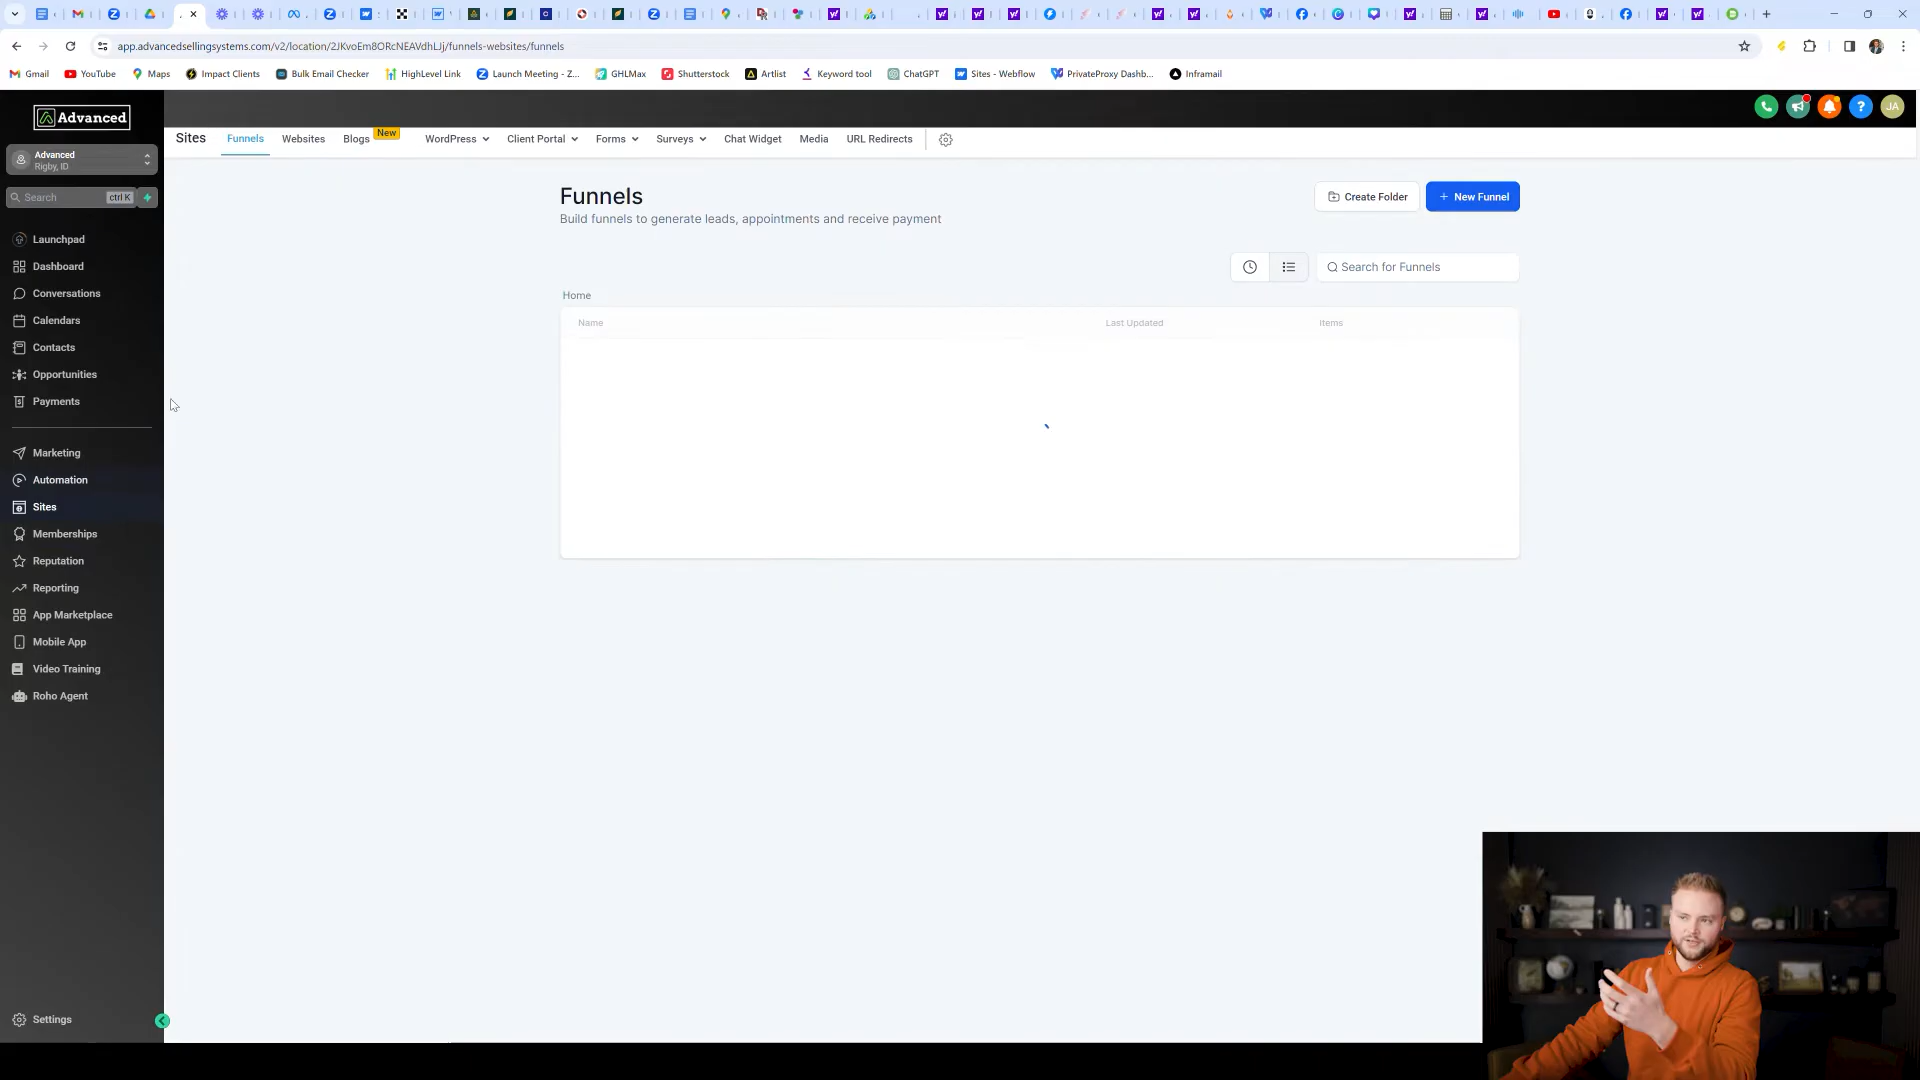 app.advancedsellingsystems.com/v2/location/2JKvoEm8ORcNEAVdhLJj/funnels-websites/funnels
Gmail YouTube Maps Impact Clients Bulk Email Checker HighLevel Link Launch Meeting - Z... GHLMax Shutterstock Artlist Keyword tool ChatGPT Sites - Webflow PrivateProxy Dashb... Inframail
Advanced
JA
Sites Funnels Websites Blogs New WordPress Client Portal Forms Surveys Chat Widget Media URL Redirects
Advanced
Rigby, ID
Search ctrl K
Funnels
Build funnels to generate leads, appointments and receive payment
Create Folder
+ New Funnel
Search for Funnels
Home
Name Last Updated Items
Launchpad
Dashboard
Conversations
Calendars
Contacts
Opportunities
Payments
Marketing
Automation
Sites
Memberships
Reputation
Reporting
App Marketplace
Mobile App
Video Training
Roho Agent
Settings